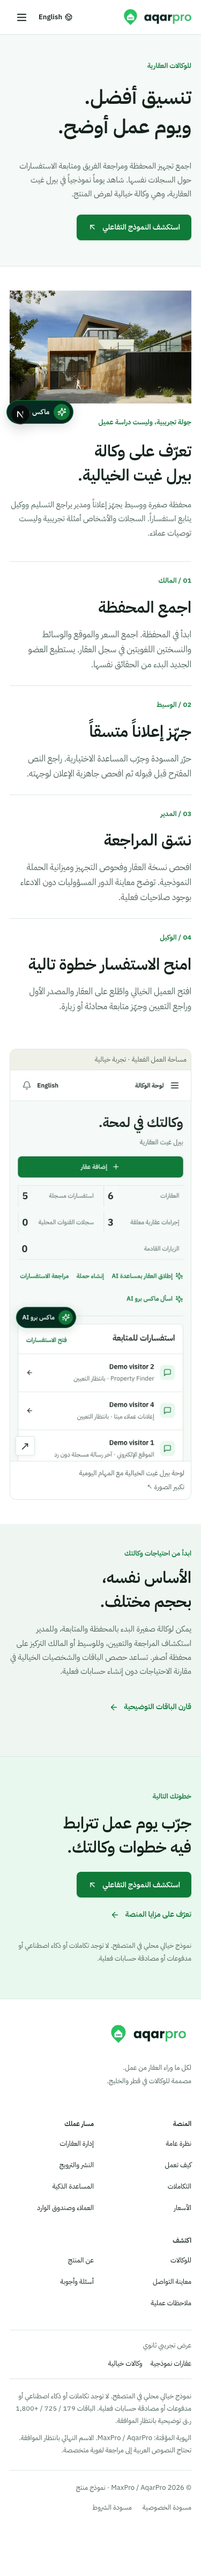 English
aqarpro
للوكالات العقارية
تنسيق أفضل.
ويوم عمل أوضح.
اجمع تجهيز المحفظة ومراجعة الفريق ومتابعة الاستفسارات
حول السجلات نفسها. شاهد يوماً نموذجياً في بيرل غيت
العقارية، وهي وكالة خيالية لعرض المنتج.
استكشف النموذج التفاعلي
ماكس
N
جولة تجريبية، وليست دراسة عميل
تعرّف على وكالة
بيرل غيت الخيالية.
محفظة صغيرة ووسيط يجهّز إعلاناً ومدير يراجع التسليم ووكيل
يتابع استفساراً. السجلات والأشخاص أمثلة تجريبية وليست
توصيات عملاء.
01 / المالك
اجمع المحفظة
ابدأ في المحفظة. اجمع السعر والموقع والوسائط
والنسختين اللغويتين في سجل العقار. يستطيع العضو
الجديد البدء من الحقائق نفسها.
02 / الوسيط
جهّز إعلاناً متسقاً
حرّر المسودة وجرّب المساعدة الاختيارية. راجع النص
المقترح قبل قبوله ثم افحص جاهزية الإعلان لوجهته.
03 / المدير
نسّق المراجعة
افحص نسخة العقار وفحوص التجهيز وميزانية الحملة
النموذجية. توضح معاينة الدور المسؤوليات دون الادعاء
بوجود صلاحيات فعلية.
04 / الوكيل
امنح الاستفسار خطوة تالية
افتح العميل الخيالي واطّلع على العقار والمصدر الأول
راجع التعيين وجهّز متابعة محادثة أو زيارة.
مساحة العمل الفعلية · تجربة خيالية
لوحة الوكالة
English
وكالتك في لمحة.
بيرل غيت العقارية
+ إضافة عقار
العقارات 6
استفسارات مسجلة 5
إجراءات عقارية معلقة 3
سجلات القنوات المحلية 0
الزيارات القادمة 0
إطلاق العقار بمساعدة AI
إنشاء حملة
مراجعة الاستفسارات
اسأل ماكس برو AI
ماكس برو AI
استفسارات للمتابعة
فتح الاستفسارات
Demo visitor 2
Property Finder · بانتظار التعيين
Demo visitor 4
إعلانات عملاء ميتا · بانتظار التعيين
Demo visitor 1
الموقع الإلكتروني · آخر رسالة مسجلة دون رد
لوحة بيرل غيت الخيالية مع المهام اليومية
تكبير الصورة
ابدأ من احتياجات وكالتك
الأساس نفسه،
بحجم مختلف.
يمكن لوكالة صغيرة البدء بالمحفظة والمتابعة، وللمدير
استكشاف المراجعة والتعيين، وللوسيط أو المالك التركيز على
محفظة أصغر. تساعد حصص الباقات والشخصيات الخيالية في
مقارنة الاحتياجات دون إنشاء حسابات فعلية.
قارن الباقات التوضيحية
خطوتك التالية
جرّب يوم عمل تترابط
فيه خطوات وكالتك.
استكشف النموذج التفاعلي
تعرّف على مزايا المنصة
نموذج خيالي محلي في المتصفح. لا توجد تكاملات أو ذكاء اصطناعي أو
مدفوعات أو مصادقة حسابات فعلية.
aqarpro
لكل ما وراء العقار من عمل.
مصممة للوكالات في قطر والخليج.
المنصة
نظرة عامة
كيف تعمل
التكاملات
الأسعار
مسار عملك
إدارة العقارات
النشر والترويج
المساعدة الذكية
العملاء وصندوق الوارد
اكتشف
للوكالات
معاينة التواصل
ملاحظات عملية
عن المنتج
أسئلة وأجوبة
عرض تجريبي ثانوي
عقارات نموذجية
وكالات خيالية
نموذج خيالي محلي في المتصفح. لا توجد تكاملات أو ذكاء اصطناعي أو
مدفوعات أو مصادقة حسابات فعلية. الباقات 179 / 725 / +1,800
ر.ق توضيحية بانتظار الموافقة.
الهوية المؤقتة: MaxPro / AqarPro. الاسم النهائي بانتظار الموافقة.
تحتاج النصوص العربية إلى مراجعة لغوية متخصصة.
© 2026 MaxPro / AqarPro · نموذج منتج
مسودة الخصوصية
مسودة الشروط